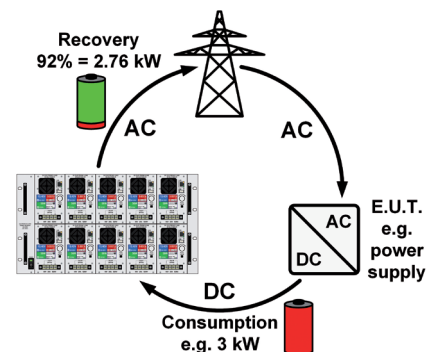 Recovery
92% = 2.76 kW
AC
AC
AC
DC
E.U.T.
e.g.
power
supply
DC
Consumption
e.g. 3 kW